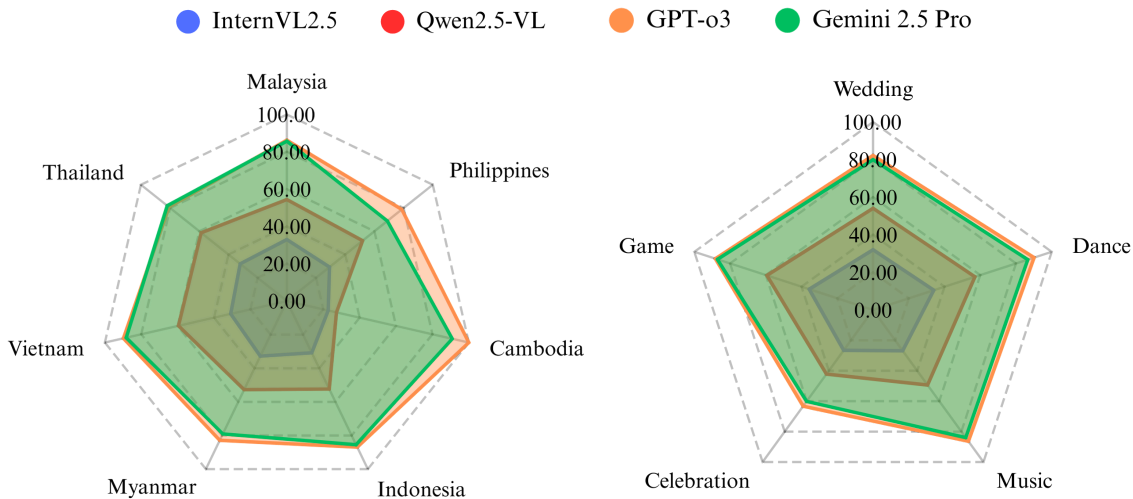 InternVL2.5
Qwen2.5-VL
GPT-o3
Gemini 2.5 Pro
Malaysia
100.00
80.00
60.00
40.00
20.00
0.00
Thailand
Philippines
Vietnam
Cambodia
Myanmar
Indonesia
Wedding
100.00
80.00
60.00
40.00
20.00
0.00
Game
Dance
Celebration
Music